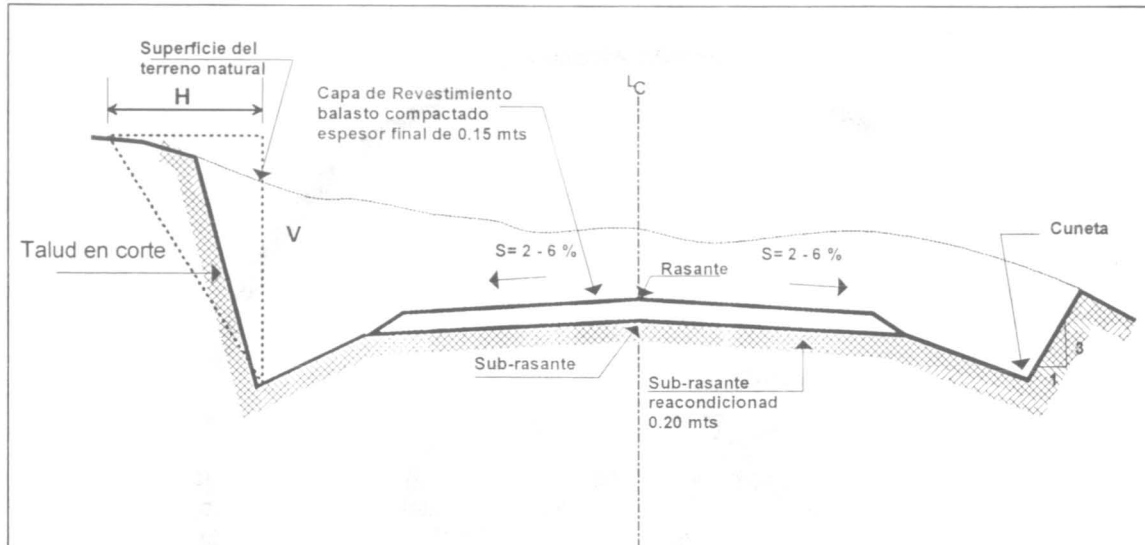 Superficie del
terreno natural
H
LC
Capa de Revestimiento
balasto compactado
espesor final de 0.15 mts
V
Talud en corte
S= 2 - 6 %
S= 2 - 6 %
Cuneta
Rasante
Sub-rasante
3
1
Sub-rasante
reacondicionad
0.20 mts